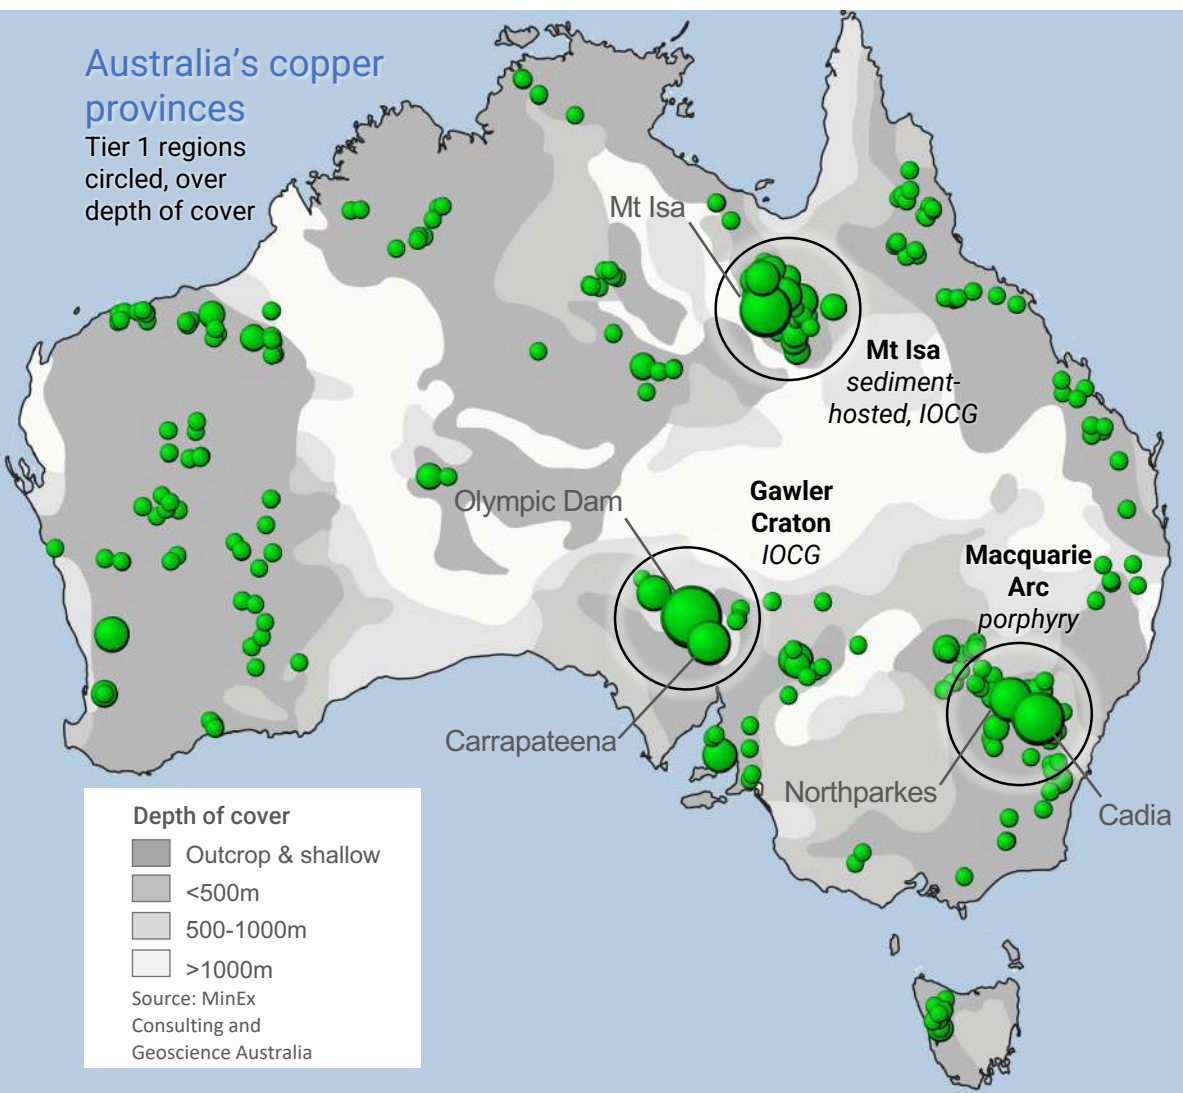 Australia’s copper
provinces
Tier 1 regions
circled, over
depth of cover
Mt Isa
Mt Isa
sediment-
hosted, IOCG
Olympic Dam
Gawler
Craton
IOCG
Macquarie
Arc
porphyry
Carrapateena
Northparkes
Cadia
Depth of cover
Outcrop & shallow
<500m
500-1000m
>1000m
Source: MinEx
Consulting and
Geoscience Australia